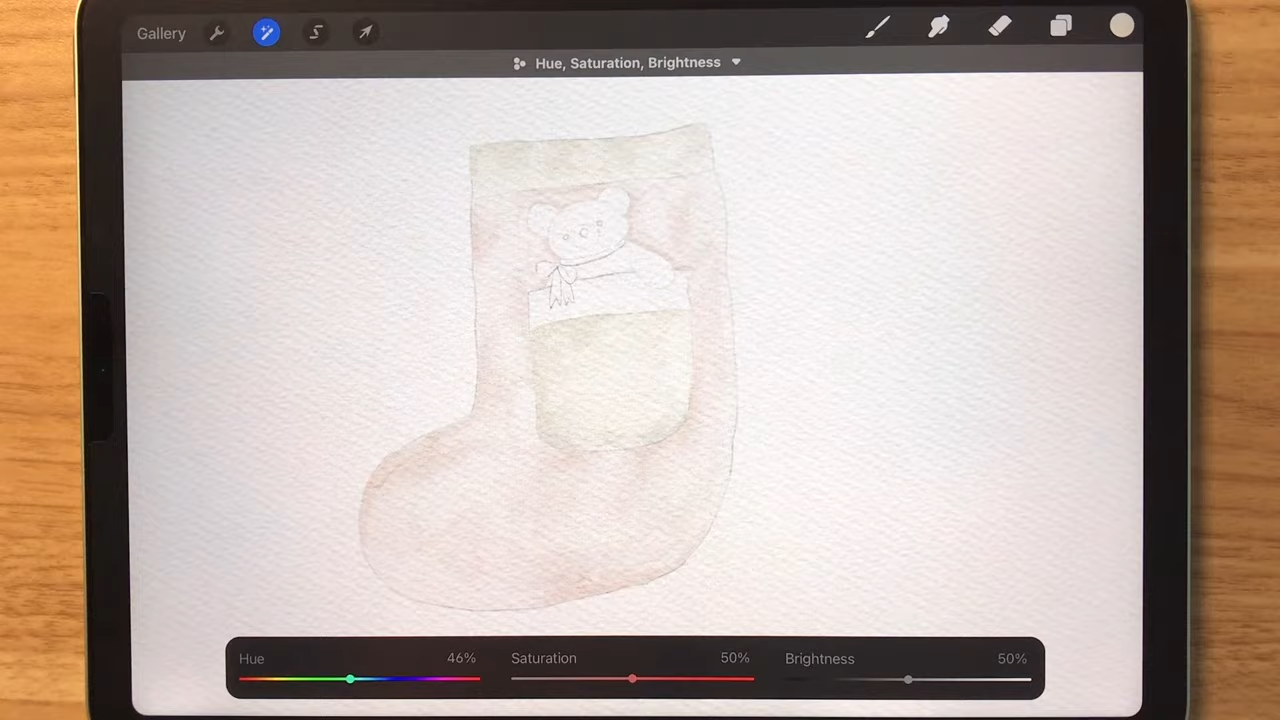 Gallery
Hue, Saturation, Brightness
Hue 46% Saturation 50% Brightness 50%